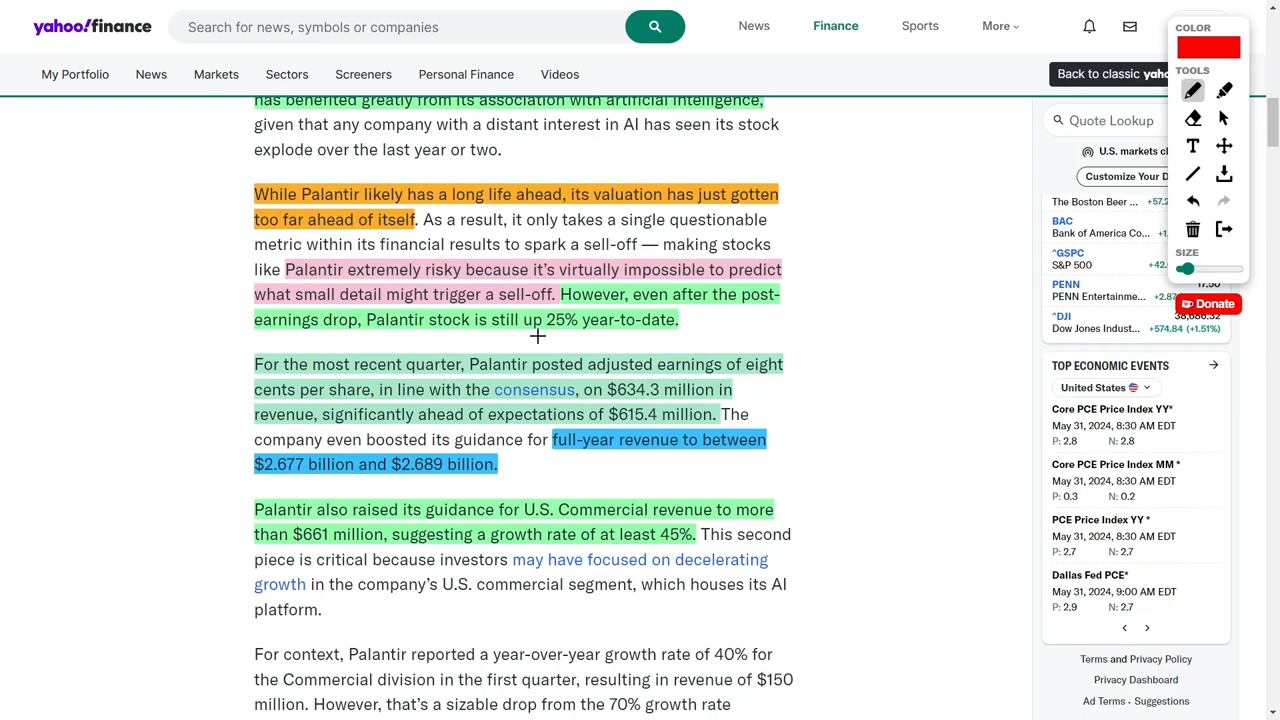 yahoo!finance
Search for news, symbols or companies
News
Finance
Sports
More
COLOR
TOOLS
T
SIZE
Donate
My Portfolio
News
Markets
Sectors
Screeners
Personal Finance
Videos
Back to classic yaho
has benefited greatly from its association with artificial intelligence,
given that any company with a distant interest in AI has seen its stock
explode over the last year or two.
While Palantir likely has a long life ahead, its valuation has just gotten
too far ahead of itself. As a result, it only takes a single questionable
metric within its financial results to spark a sell-off — making stocks
like Palantir extremely risky because it’s virtually impossible to predict
what small detail might trigger a sell-off. However, even after the post-
earnings drop, Palantir stock is still up 25% year-to-date.
For the most recent quarter, Palantir posted adjusted earnings of eight
cents per share, in line with the consensus, on $634.3 million in
revenue, significantly ahead of expectations of $615.4 million. The
company even boosted its guidance for full-year revenue to between
$2.677 billion and $2.689 billion.
Palantir also raised its guidance for U.S. Commercial revenue to more
than $661 million, suggesting a growth rate of at least 45%. This second
piece is critical because investors may have focused on decelerating
growth in the company’s U.S. commercial segment, which houses its AI
platform.
For context, Palantir reported a year-over-year growth rate of 40% for
the Commercial division in the first quarter, resulting in revenue of $150
million. However, that’s a sizable drop from the 70% growth rate
Quote Lookup
U.S. markets cl
Customize Your D
The Boston Beer ... +57.2
BAC
Bank of America Co... +1.
^GSPC
S&P 500 +42.
PENN 17.50
PENN Entertainme... +2.87
^DJI 38,686.32
Dow Jones Indust... +574.84 (+1.51%)
TOP ECONOMIC EVENTS
United States
Core PCE Price Index YY*
May 31, 2024, 8:30 AM EDT
P: 2.8 N: 2.8
Core PCE Price Index MM *
May 31, 2024, 8:30 AM EDT
P: 0.3 N: 0.2
PCE Price Index YY *
May 31, 2024, 8:30 AM EDT
P: 2.7 N: 2.7
Dallas Fed PCE*
May 31, 2024, 9:00 AM EDT
P: 2.9 N: 2.7
Terms and Privacy Policy
Privacy Dashboard
Ad Terms • Suggestions